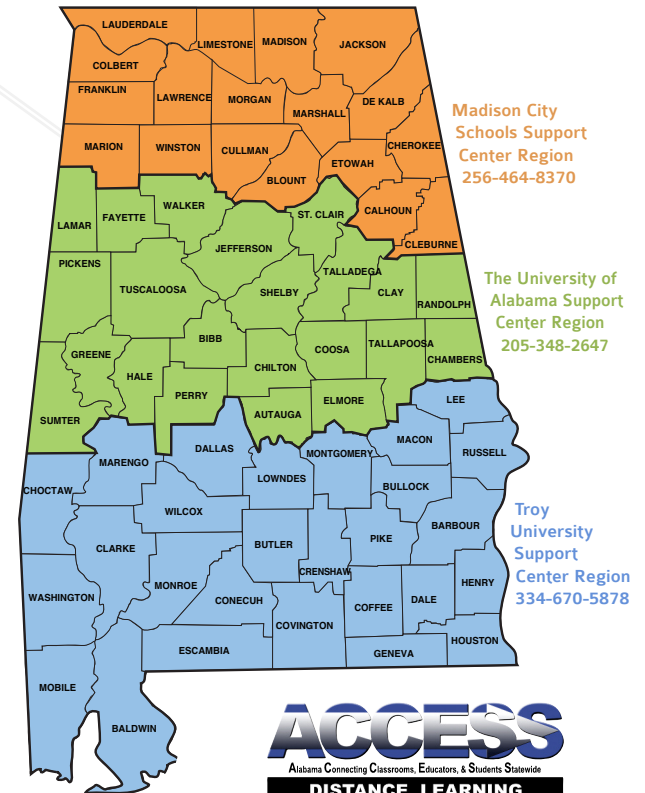 LAUDERDALE
LIMESTONE
MADISON
JACKSON
COLBERT
FRANKLIN
LAWRENCE
MORGAN
MARSHALL
DE KALB
MARION
WINSTON
CULLMAN
BLOUNT
ETOWAH
CHEROKEE
CALHOUN
CLEBURNE
Madison City
Schools Support
Center Region
256-464-8370
LAMAR
FAYETTE
WALKER
ST. CLAIR
JEFFERSON
PICKENS
TUSCALOOSA
SHELBY
TALLADEGA
CLAY
RANDOLPH
GREENE
HALE
BIBB
CHILTON
COOSA
TALLAPOOSA
CHAMBERS
PERRY
AUTAUGA
ELMORE
SUMTER
The University of
Alabama Support
Center Region
205-348-2647
LEE
MACON
RUSSELL
DALLAS
MONTGOMERY
MARENGO
LOWNDES
BULLOCK
CHOCTAW
WILCOX
CLARKE
BUTLER
PIKE
BARBOUR
CRENSHAW
MONROE
WASHINGTON
CONECUH
COFFEE
DALE
HENRY
COVINGTON
ESCAMBIA
GENEVA
HOUSTON
MOBILE
BALDWIN
Troy
University
Support
Center Region
334-670-5878
ACCESS
Alabama Connecting Classrooms, Educators, & Students Statewide
DISTANCE LEARNING